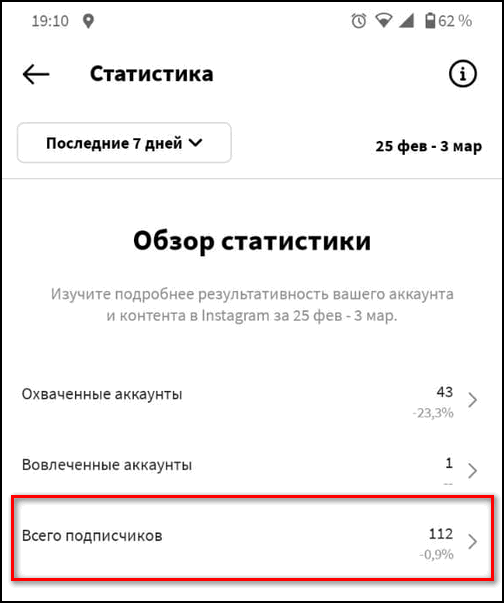 19:10 62 %
Статистика
Последние 7 дней 25 фев - 3 мар
Обзор статистики
Изучите подробнее результативность вашего аккаунта
и контента в Instagram за 25 фев - 3 мар.
Охваченные аккаунты 43
-23,3%
Вовлеченные аккаунты 1
--
Всего подписчиков 112
-0,9%